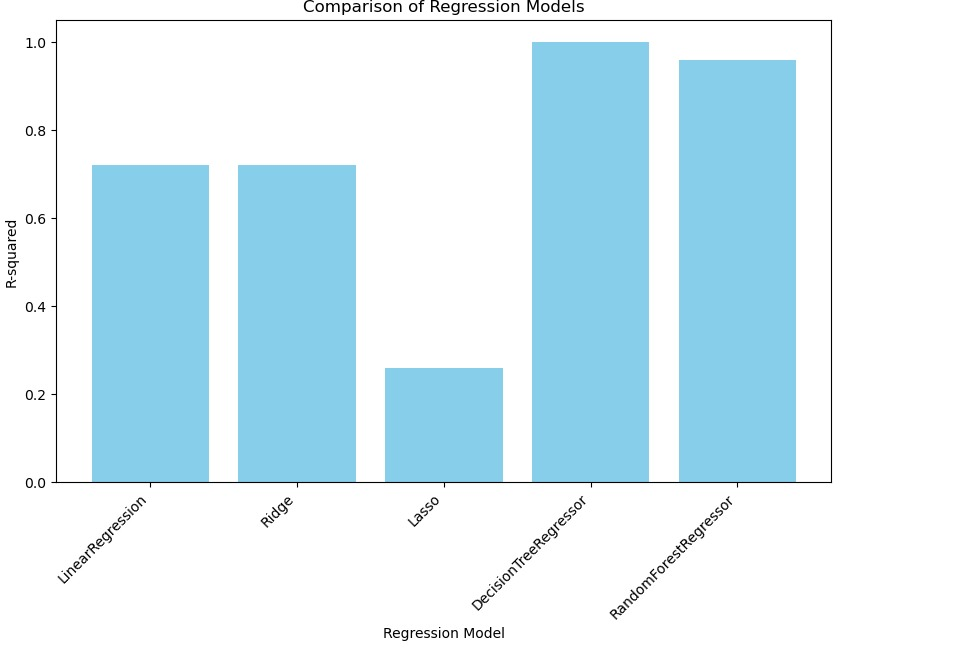 Comparison of Regression Models
R-squared
1.0
0.8
0.6
0.4
0.2
0.0
LinearRegression
Ridge
Lasso
DecisionTreeRegressor
RandomForestRegressor
Regression Model